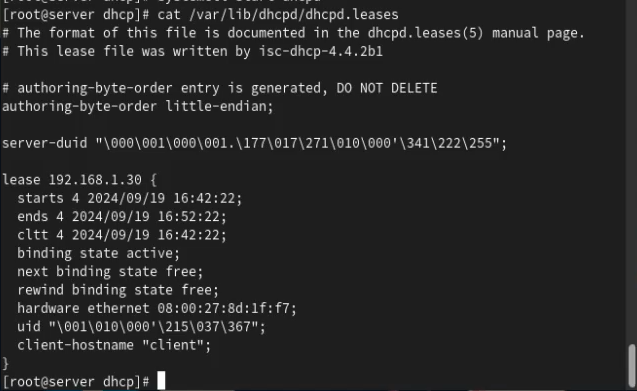 [root@server dhcp]# cat /var/lib/dhcpd/dhcpd.leases
# The format of this file is documented in the dhcpd.leases(5) manual page.
# This lease file was written by isc-dhcp-4.4.2b1
# authoring-byte-order entry is generated, DO NOT DELETE
authoring-byte-order little-endian;
server-duid "\000\001\000\001.\177\017\271\010\000'\341\222\255";
lease 192.168.1.30 {
  starts 4 2024/09/19 16:42:22;
  ends 4 2024/09/19 16:52:22;
  cltt 4 2024/09/19 16:42:22;
  binding state active;
  next binding state free;
  rewind binding state free;
  hardware ethernet 08:00:27:8d:1f:f7;
  uid "\001\010\000'\215\037\367";
  client-hostname "client";
}
[root@server dhcp]#